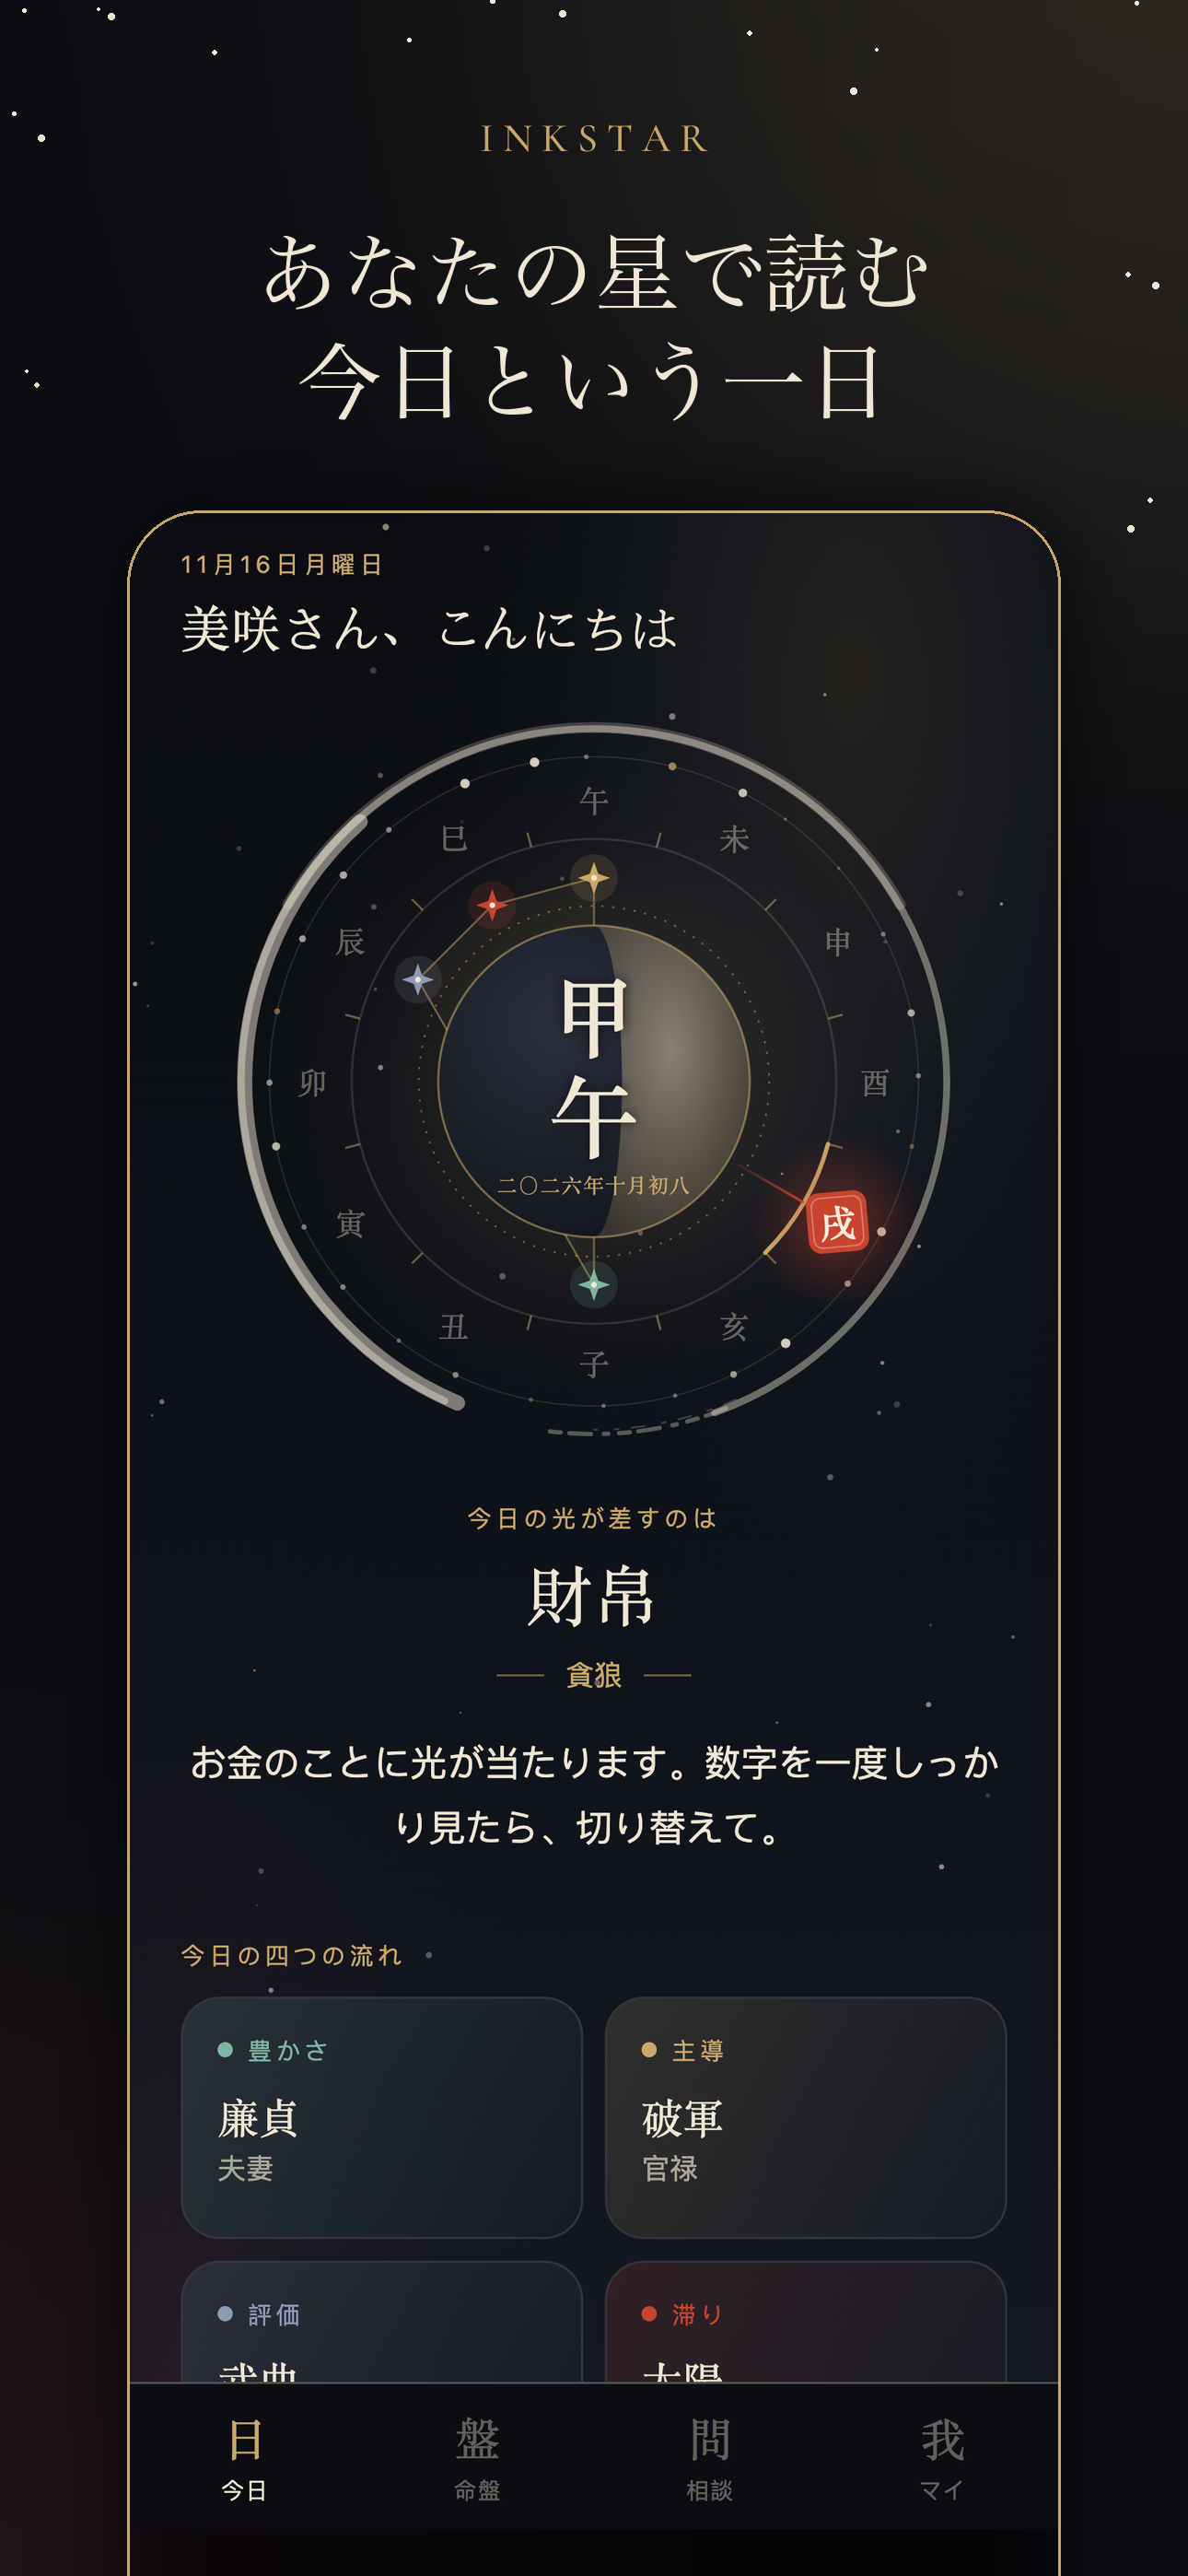 INKSTAR
あなたの星で読む
今日という一日
11月16日月曜日
美咲さん、こんにちは
午
巳
未
辰
申
甲
午
卯
酉
二〇二六年十月初八
寅
戌
丑
亥
子
今日の光が差すのは
財帛
貪狼
お金のことに光が当たります。数字を一度しっか
り見たら、切り替えて。
今日の四つの流れ
豊かさ
廉貞
夫妻
主導
破軍
官禄
評価
武曲
滞り
太陽
日
今日
盤
命盤
問
相談
我
マイ